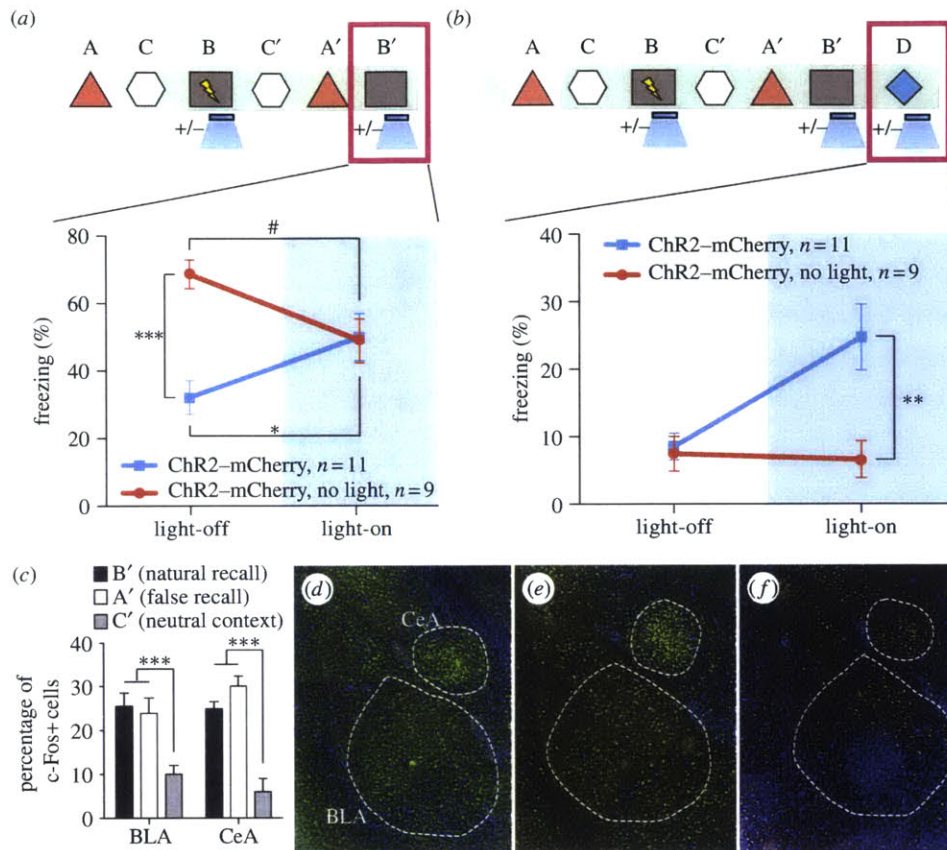 (a)
A C B C′ A′ B′
+/– +/–
#
80
60
***
40
*
20
0
freezing (%)
ChR2–mCherry, n = 11
ChR2–mCherry, no light, n = 9
light-off light-on
(b)
A C B C′ A′ B′ D
+/– +/– +/–
40
30
20
10
0
freezing (%)
ChR2–mCherry, n = 11
ChR2–mCherry, no light, n = 9
**
light-off light-on
(c)
B′ (natural recall)
A′ (false recall)
C′ (neutral context)
40
30
20
10
0
percentage of
c-Fos+ cells
*** ***
BLA CeA
(d)
CeA
BLA
(e)
(f)